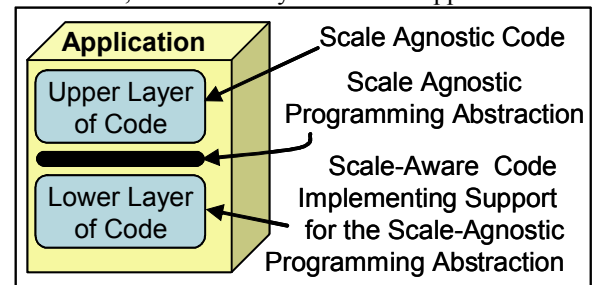 Application
Upper Layer
of Code
Lower Layer
of Code
Scale Agnostic Code
Scale Agnostic
Programming Abstraction
Scale-Aware Code
Implementing Support
for the Scale-Agnostic
Programming Abstraction